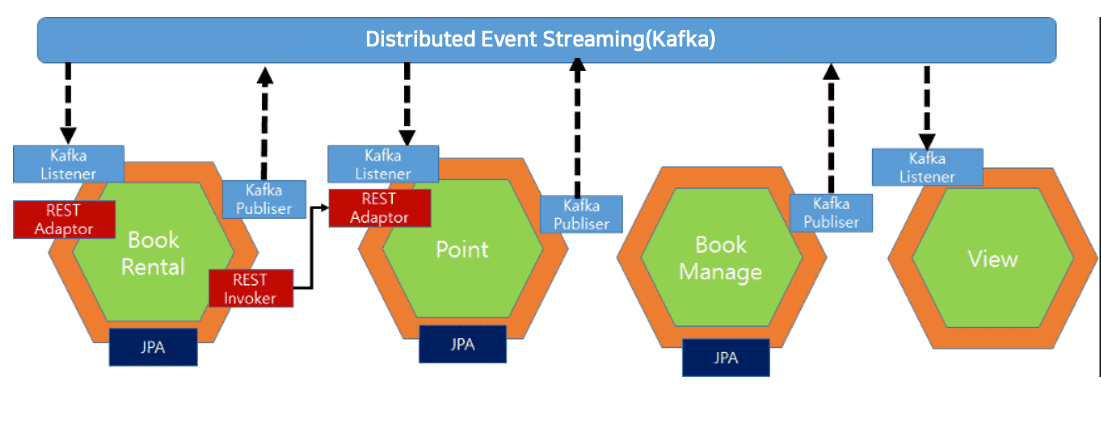 Distributed Event Streaming(Kafka)
Kafka
Listener
REST
Adaptor
Kafka
Publiser
Book
Rental
REST
Invoker
JPA
Kafka
Listener
REST
Adaptor
Kafka
Publiser
Point
JPA
Kafka
Publiser
Book
Manage
JPA
Kafka
Listener
View